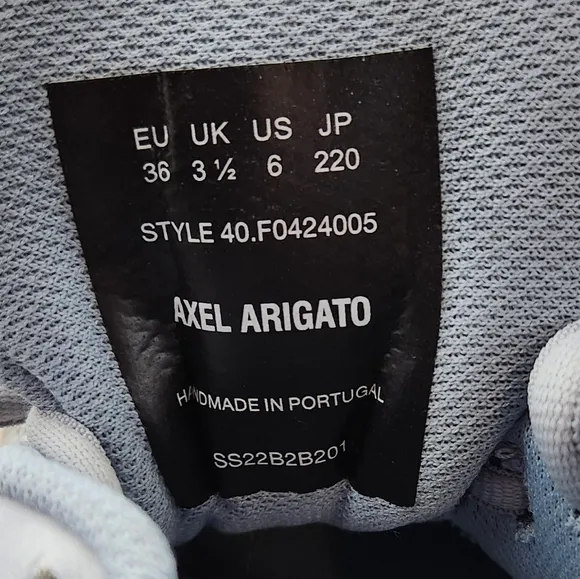 EU UK US JP
36 3 ½ 6 220
STYLE 40.F0424005
AXEL ARIGATO
HANDMADE IN PORTUGAL
SS22B2B201